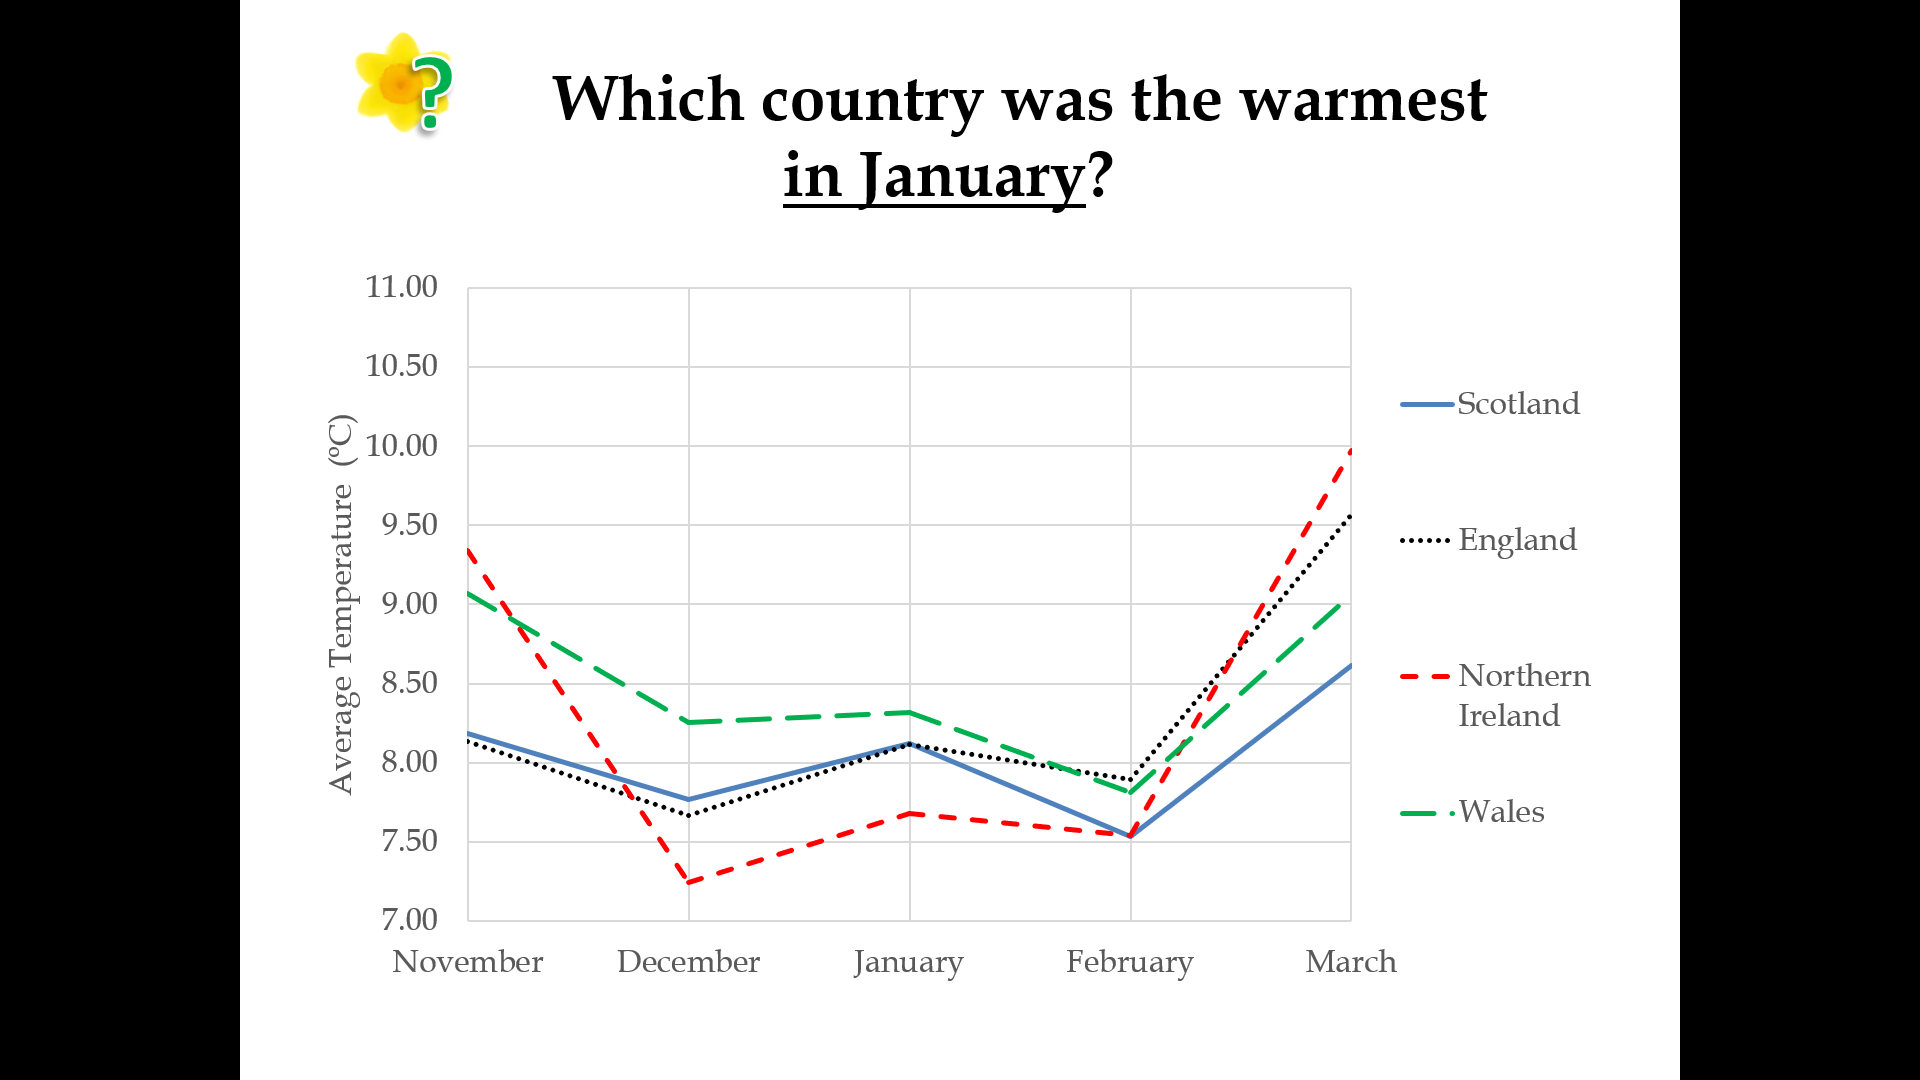 ?
Which country was the warmest
in January?
11.00
10.50
10.00
9.50
9.00
8.50
8.00
7.50
7.00
Average Temperature (ºC)
November
December
January
February
March
Scotland
England
Northern
Ireland
Wales